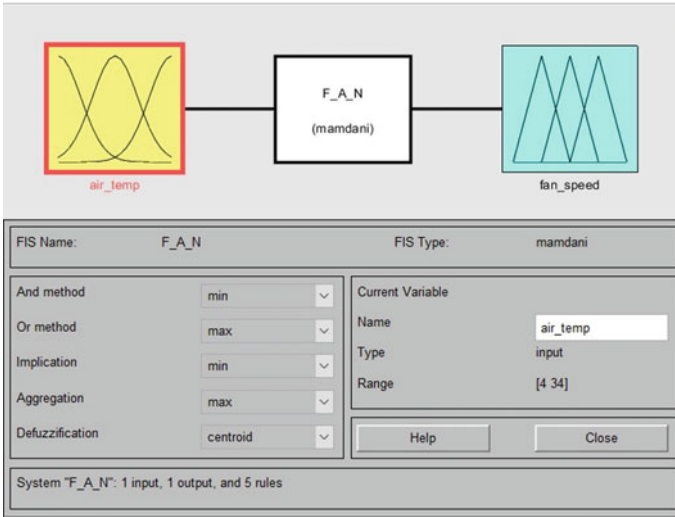 F_A_N
(mamdani)
air_temp
fan_speed
FIS Name: F_A_N FIS Type: mamdani
And method min
Or method max
Implication min
Aggregation max
Defuzzification centroid
Current Variable
Name air_temp
Type input
Range [4 34]
Help Close
System "F_A_N": 1 input, 1 output, and 5 rules